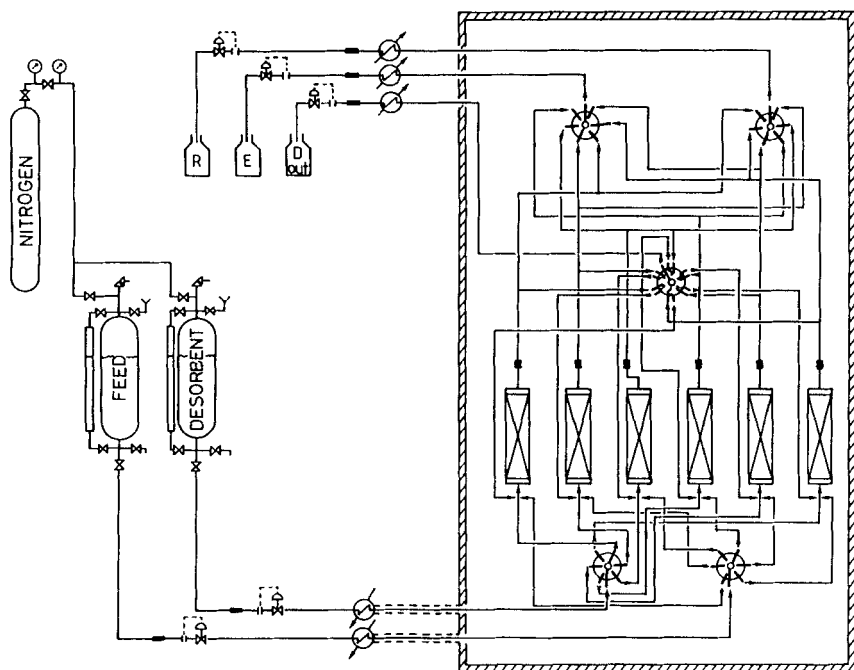 NITROGEN
R
E
D
out
FEED
DESORBENT